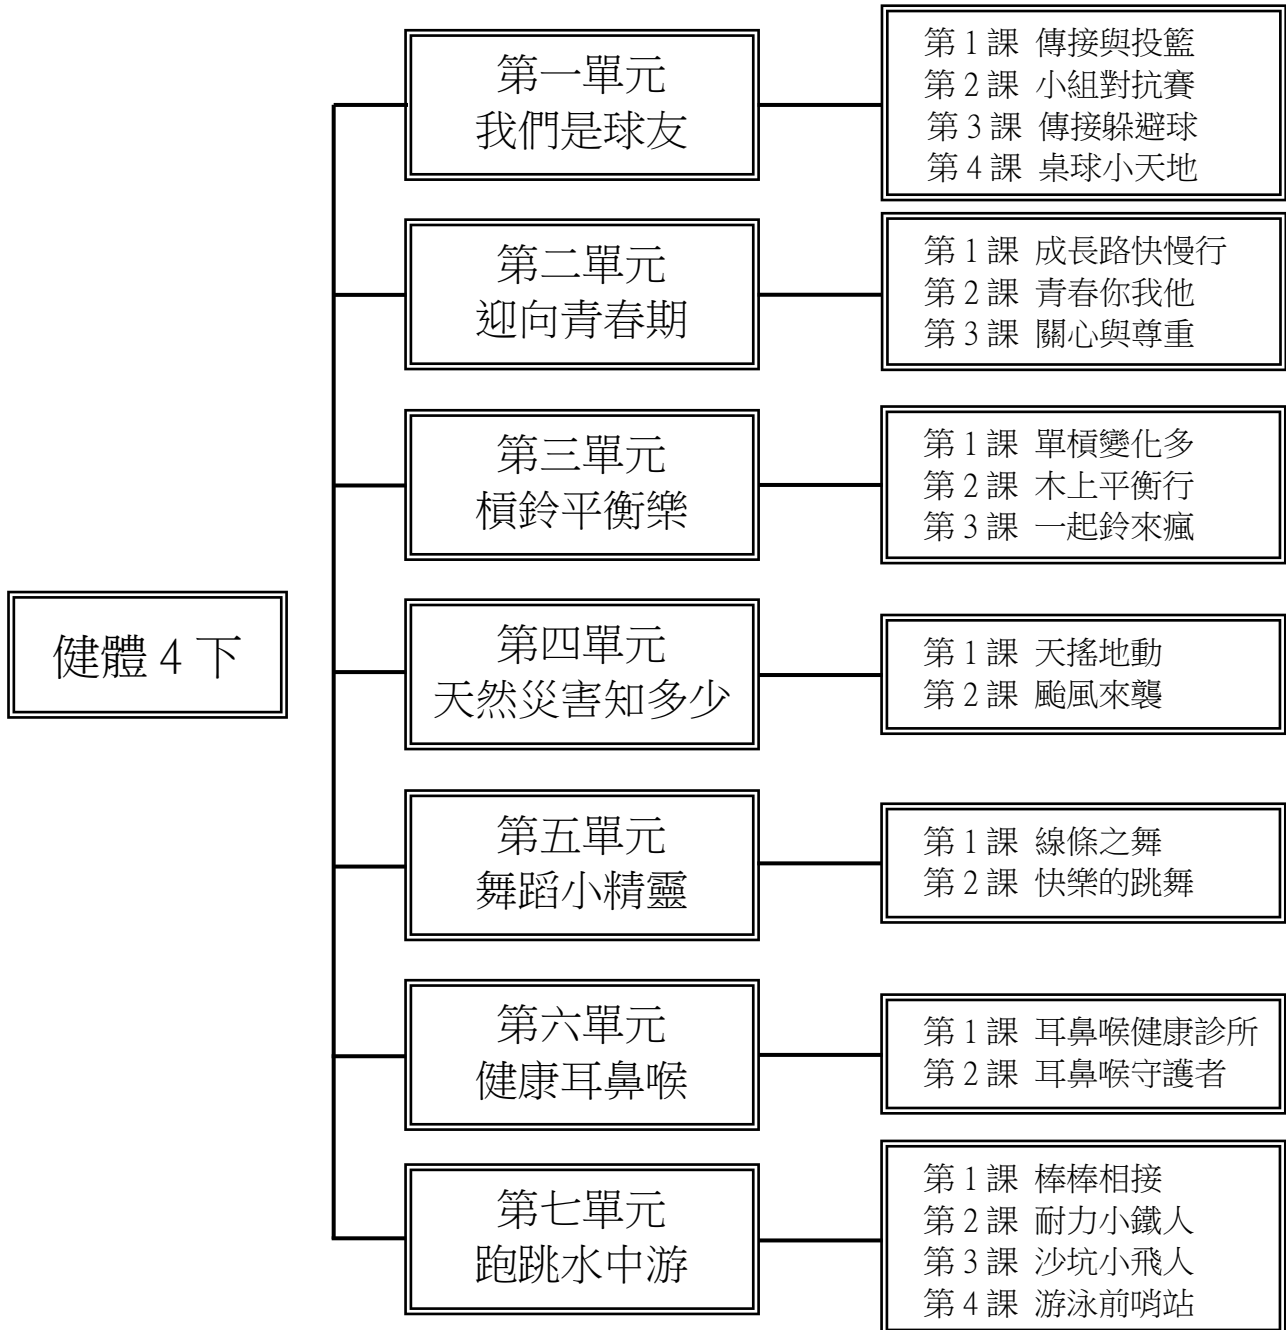 健體 4 下
第一單元
我們是球友
第 1 課 傳接與投籃
第 2 課 小組對抗賽
第 3 課 傳接躲避球
第 4 課 桌球小天地
第二單元
迎向青春期
第 1 課 成長路快慢行
第 2 課 青春你我他
第 3 課 關心與尊重
第三單元
槓鈴平衡樂
第 1 課 單槓變化多
第 2 課 木上平衡行
第 3 課 一起鈴來瘋
第四單元
天然災害知多少
第 1 課 天搖地動
第 2 課 颱風來襲
第五單元
舞蹈小精靈
第 1 課 線條之舞
第 2 課 快樂的跳舞
第六單元
健康耳鼻喉
第 1 課 耳鼻喉健康診所
第 2 課 耳鼻喉守護者
第七單元
跑跳水中游
第 1 課 棒棒相接
第 2 課 耐力小鐵人
第 3 課 沙坑小飛人
第 4 課 游泳前哨站